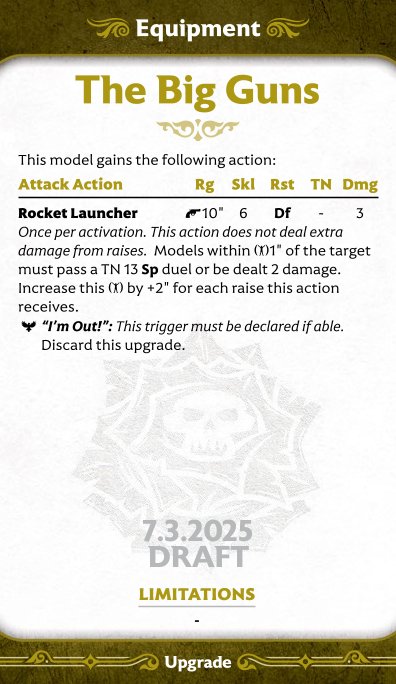 Equipment
The Big Guns
This model gains the following action:
Attack Action Rg Skl Rst TN Dmg
Rocket Launcher 10" 6 Df - 3
Once per activation. This action does not deal extra
damage from raises. Models within 1" of the target
must pass a TN 13 Sp duel or be dealt 2 damage.
Increase this by +2" for each raise this action
receives.
“I’m Out!”: This trigger must be declared if able.
Discard this upgrade.
7.3.2025
DRAFT
LIMITATIONS
-
Upgrade